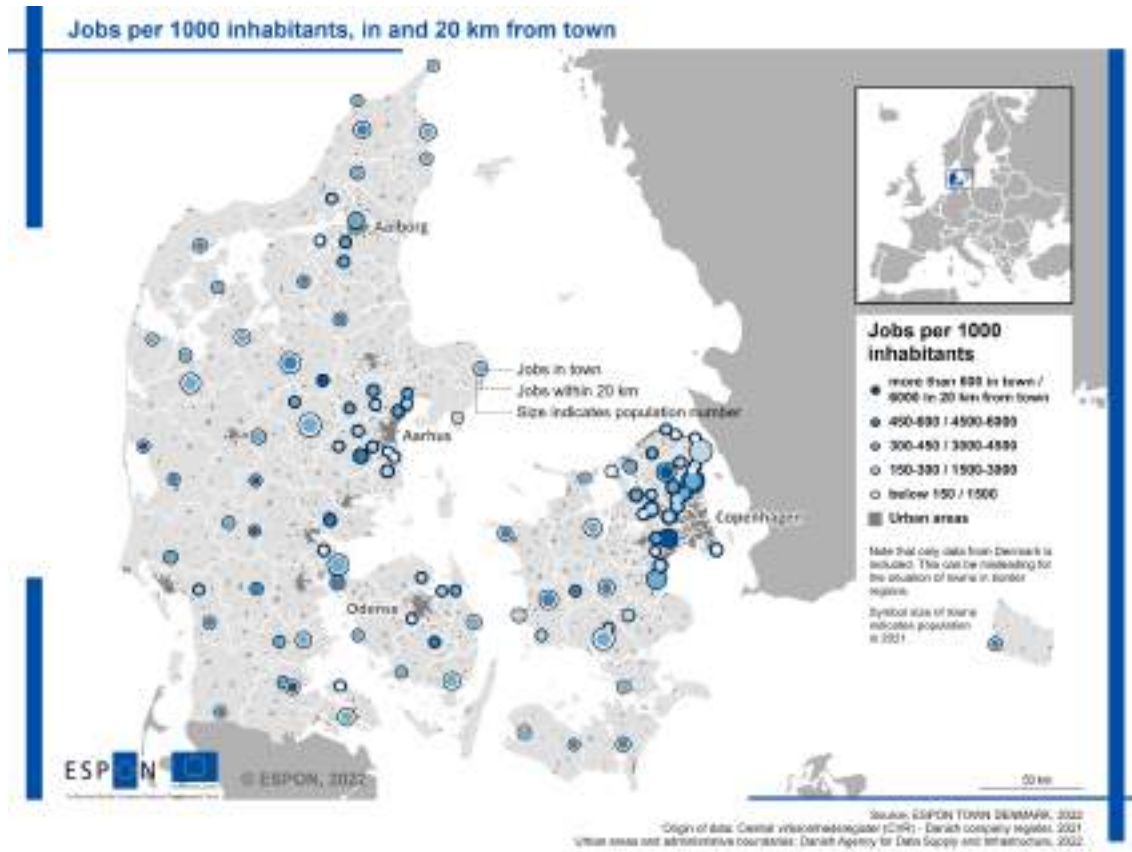 Jobs per 1000 inhabitants, in and 20 km from town
Aalborg
Jobs in town
Jobs within 20 km
Size indicates population number
Aarhus
Copenhagen
Odense
Jobs per 1000
inhabitants
more than 600 in town /
6000 in 20 km from town
450-600 / 4500-6000
300-450 / 3000-4500
150-300 / 1500-3000
below 150 / 1500
Urban areas
Note that only data from Denmark is
included. This can be misleading for
the situation of towns in border
regions.
Symbol size of towns
indicates population
in 2021
ESPON
© ESPON, 2022
50 km
Source: ESPON TOWN DENMARK, 2022
Origin of data: Central virksomhedsregister (CVR) - Danish company register, 2021
Urban areas and administrative boundaries: Danish Agency for Data Supply and Infrastructure, 2022